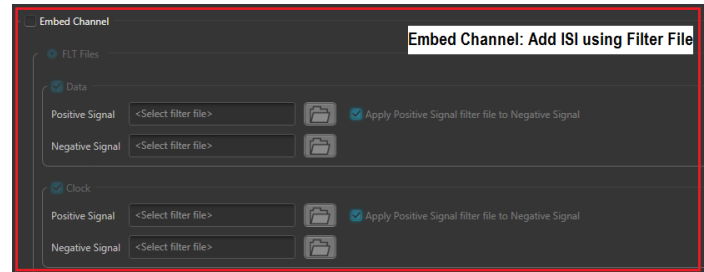 Embed Channel
Embed Channel: Add ISI using Filter File
FLT Files
Data
Positive Signal <Select filter file> Apply Positive Signal filter file to Negative Signal
Negative Signal <Select filter file>
Clock
Positive Signal <Select filter file> Apply Positive Signal filter file to Negative Signal
Negative Signal <Select filter file>